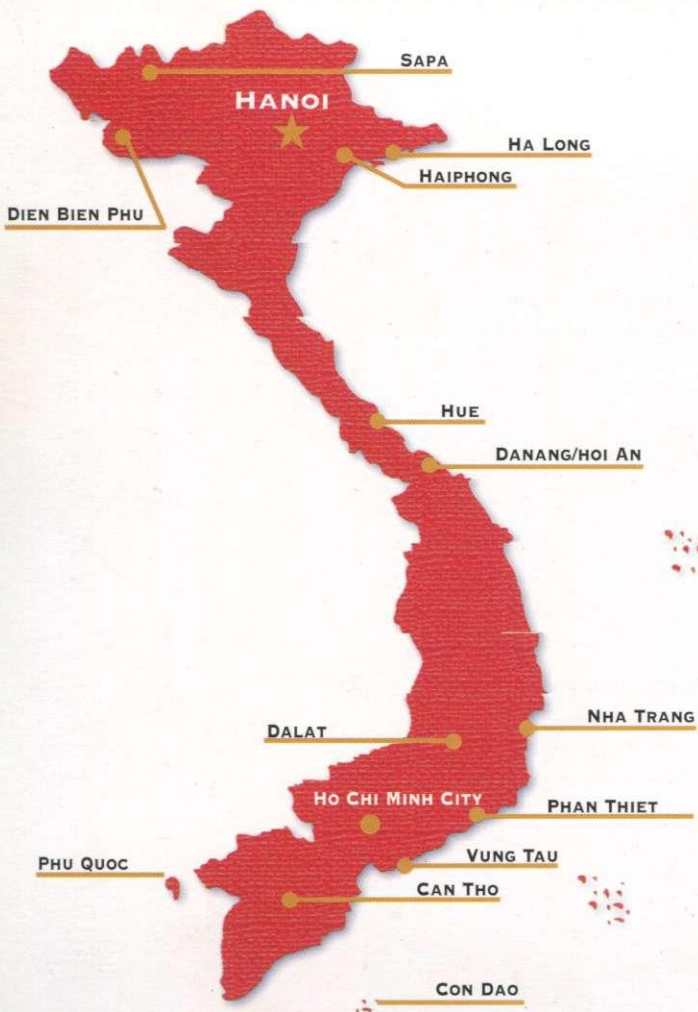 SAPA
HANOI
HA LONG
HAIPHONG
DIEN BIEN PHU
HUE
DANANG/HOI AN
NHA TRANG
DALAT
HO CHI MINH CITY
PHAN THIET
VUNG TAU
PHU QUOC
CAN THO
CON DAO